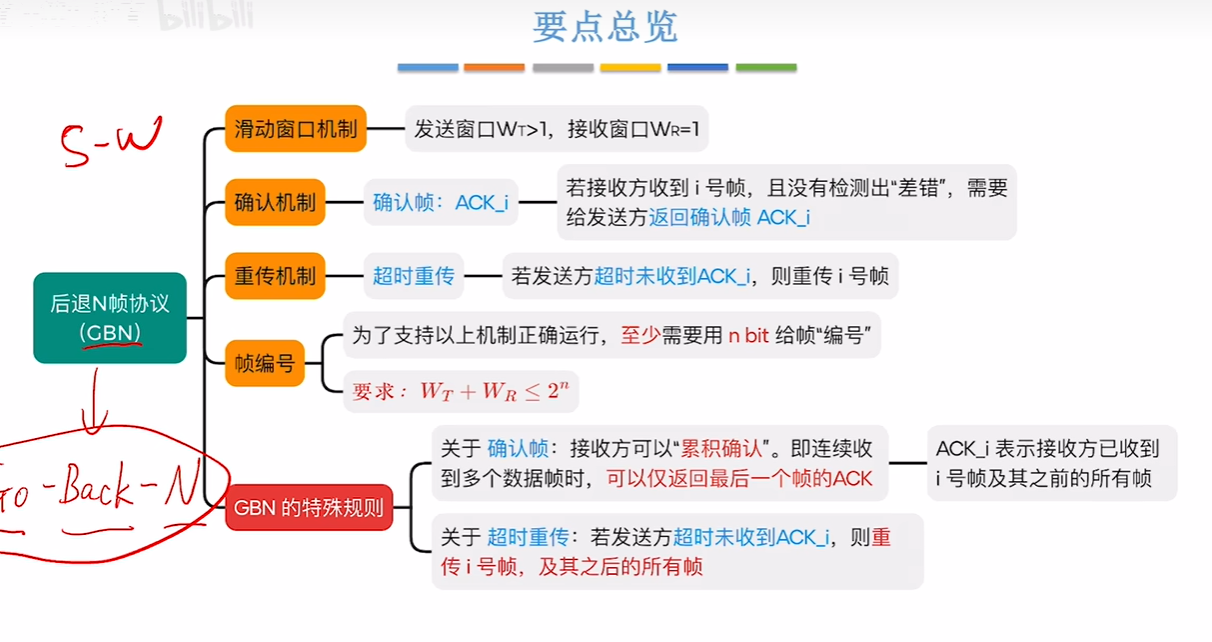 bilibili
要点总览
S-W
滑动窗口机制
发送窗口WT>1，接收窗口WR=1
确认机制
确认帧：ACK_i
若接收方收到 i 号帧，且没有检测出“差错”，需要
给发送方返回确认帧 ACK_i
重传机制
超时重传
若发送方超时未收到ACK_i，则重传 i 号帧
后退N帧协议
（GBN）
帧编号
为了支持以上机制正确运行，至少需要用 n bit 给帧“编号”
要求：W_T + W_R ≤ 2^n
Go-Back-N
GBN 的特殊规则
关于 确认帧：接收方可以“累积确认”。即连续收
到多个数据帧时，可以仅返回最后一个帧的ACK
ACK_i 表示接收方已收到
i 号帧及其之前的所有帧
关于 超时重传：若发送方超时未收到ACK_i，则重
传 i 号帧，及其之后的所有帧